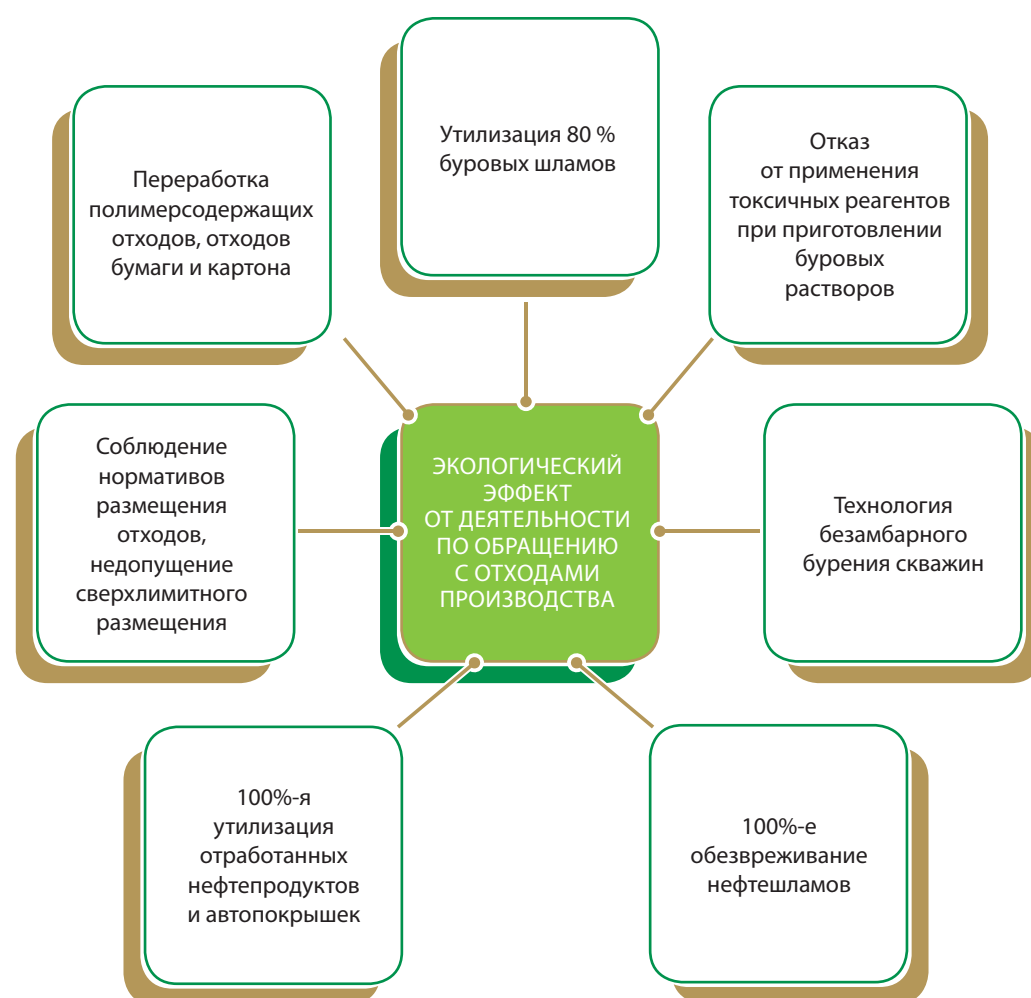 Утилизация 80 %
буровых шламов
Переработка
полимерсодержащих
отходов, отходов
бумаги и картона
Отказ
от применения
токсичных реагентов
при приготовлении
буровых
растворов
Соблюдение
нормативов
размещения
отходов,
недопущение
сверхлимитного
размещения
ЭКОЛОГИЧЕСКИЙ
ЭФФЕКТ
ОТ ДЕЯТЕЛЬНОСТИ
ПО ОБРАЩЕНИЮ
С ОТХОДАМИ
ПРОИЗВОДСТВА
Технология
безамбарного
бурения скважин
100%-я
утилизация
отработанных
нефтепродуктов
и автопокрышек
100%-е
обезвреживание
нефтешламов